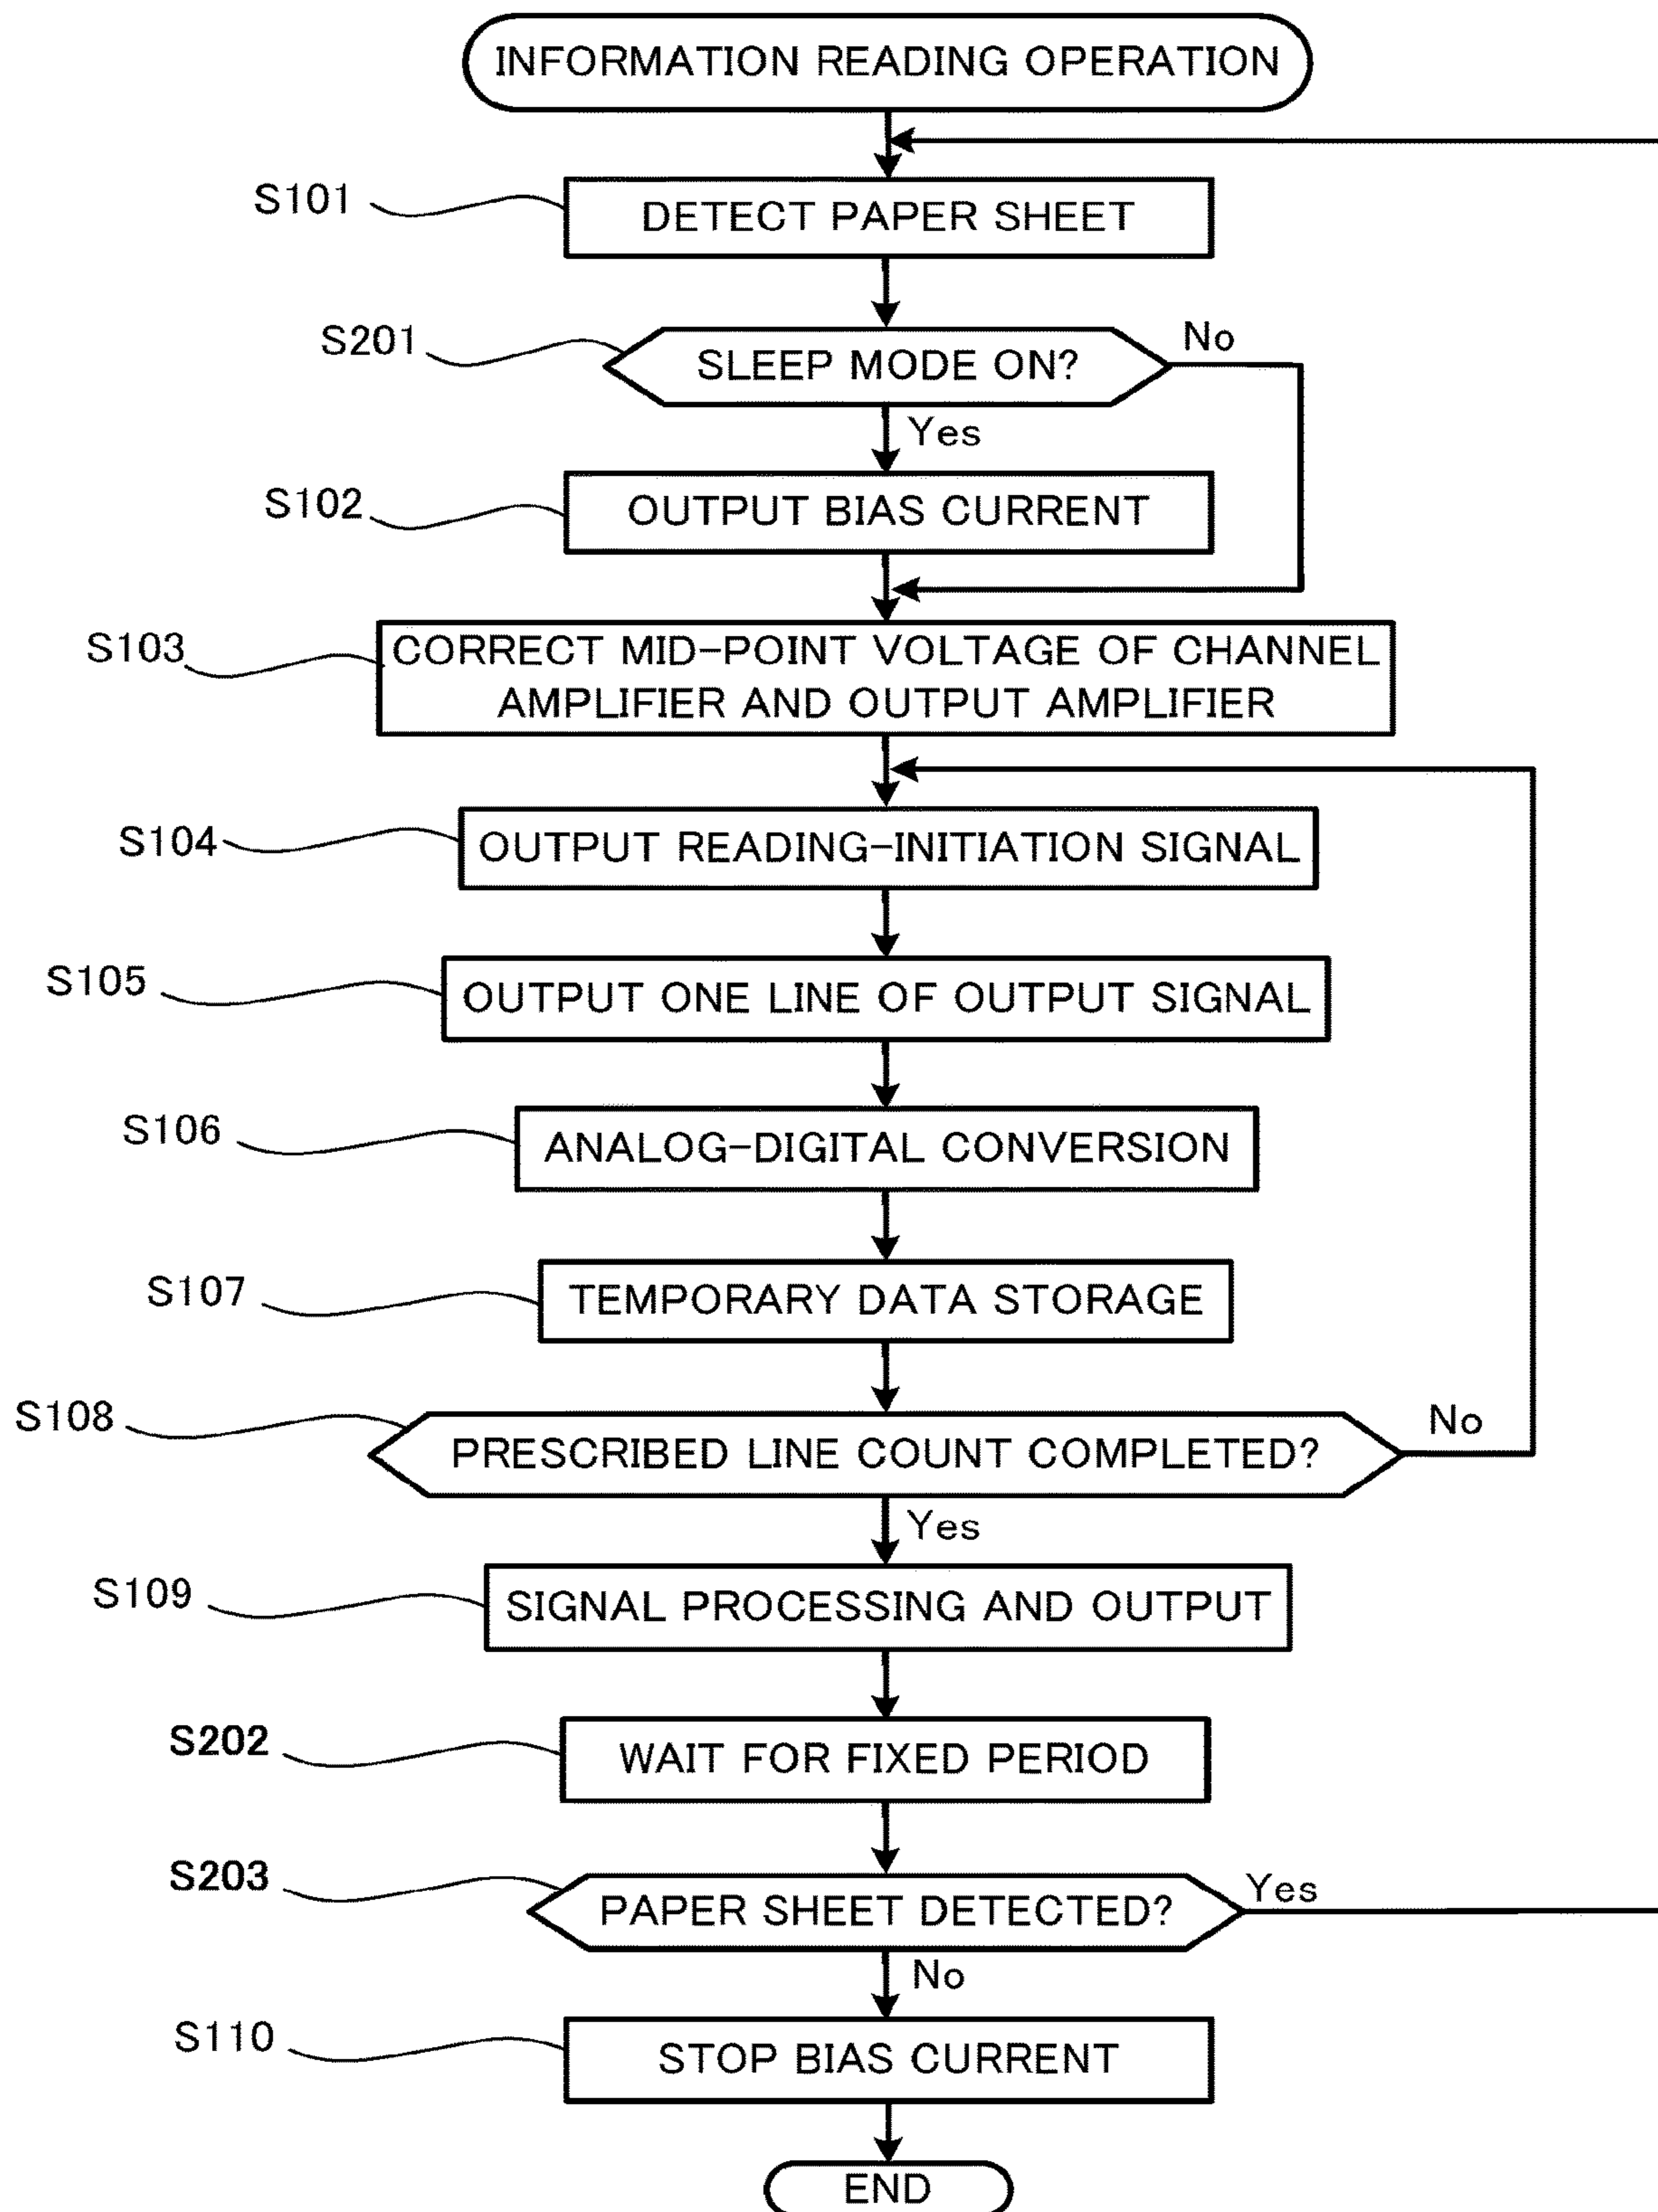 INFORMATION READING OPERATION
S101
DETECT PAPER SHEET
S201
SLEEP MODE ON?
No
Yes
S102
OUTPUT BIAS CURRENT
S103
CORRECT MID-POINT VOLTAGE OF CHANNEL
AMPLIFIER AND OUTPUT AMPLIFIER
S104
OUTPUT READING-INITIATION SIGNAL
S105
OUTPUT ONE LINE OF OUTPUT SIGNAL
S106
ANALOG-DIGITAL CONVERSION
S107
TEMPORARY DATA STORAGE
S108
PRESCRIBED LINE COUNT COMPLETED?
No
Yes
S109
SIGNAL PROCESSING AND OUTPUT
S202
WAIT FOR FIXED PERIOD
S203
PAPER SHEET DETECTED?
Yes
No
S110
STOP BIAS CURRENT
END